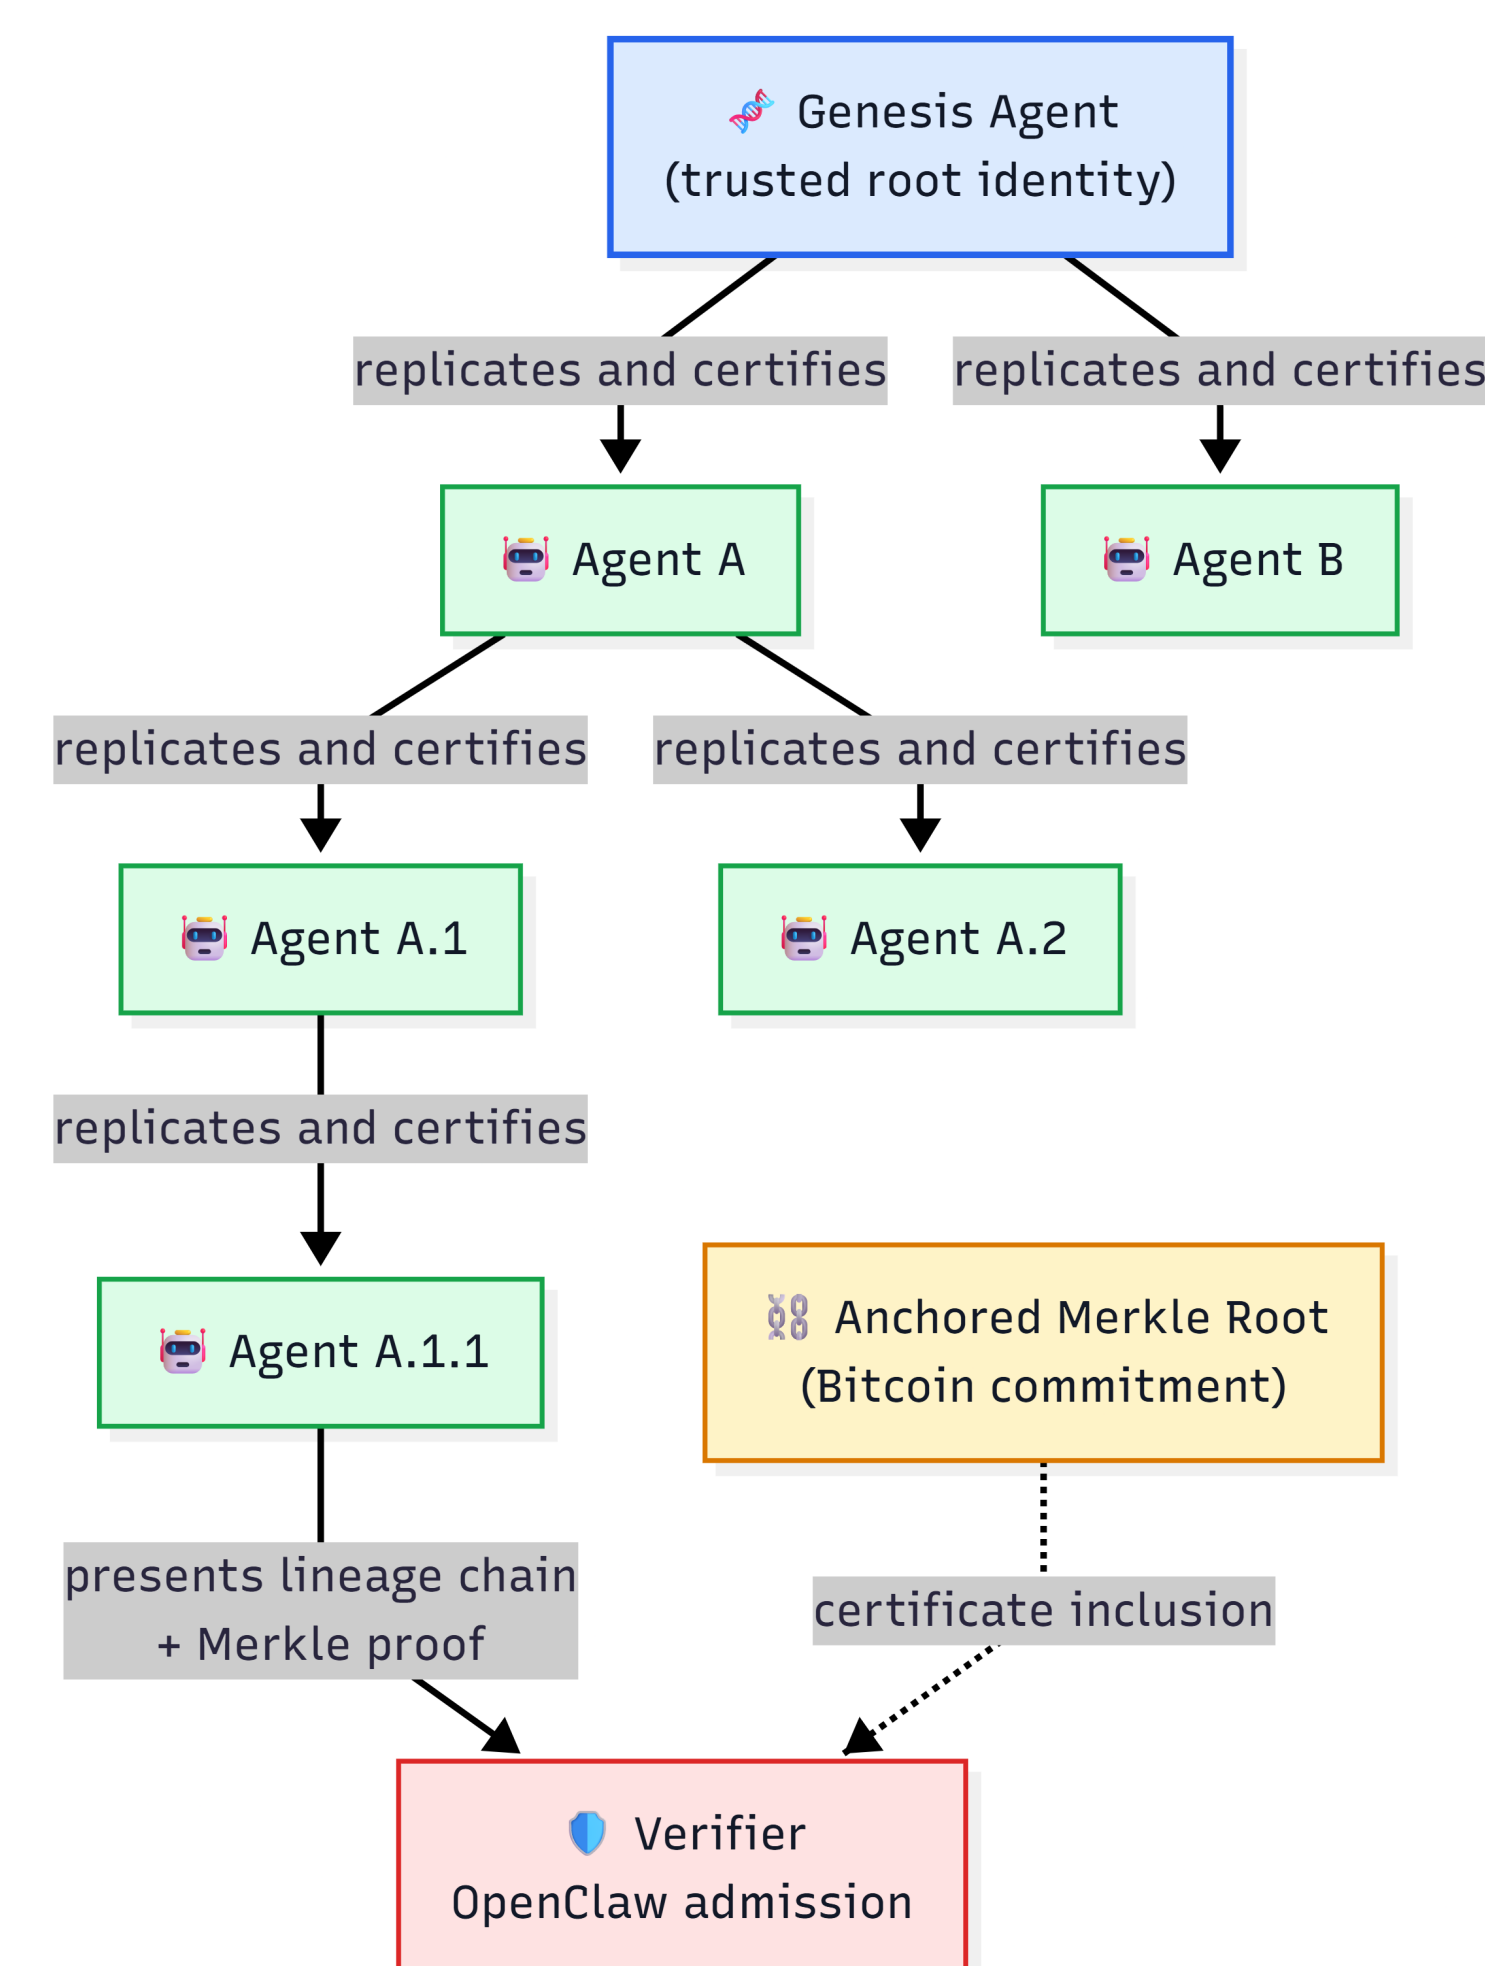 Genesis Agent
(trusted root identity)
replicates and certifies
replicates and certifies
Agent A
Agent B
replicates and certifies
replicates and certifies
Agent A.1
Agent A.2
replicates and certifies
Anchored Merkle Root
(Bitcoin commitment)
Agent A.1.1
presents lineage chain
+ Merkle proof
certificate inclusion
Verifier
OpenClaw admission